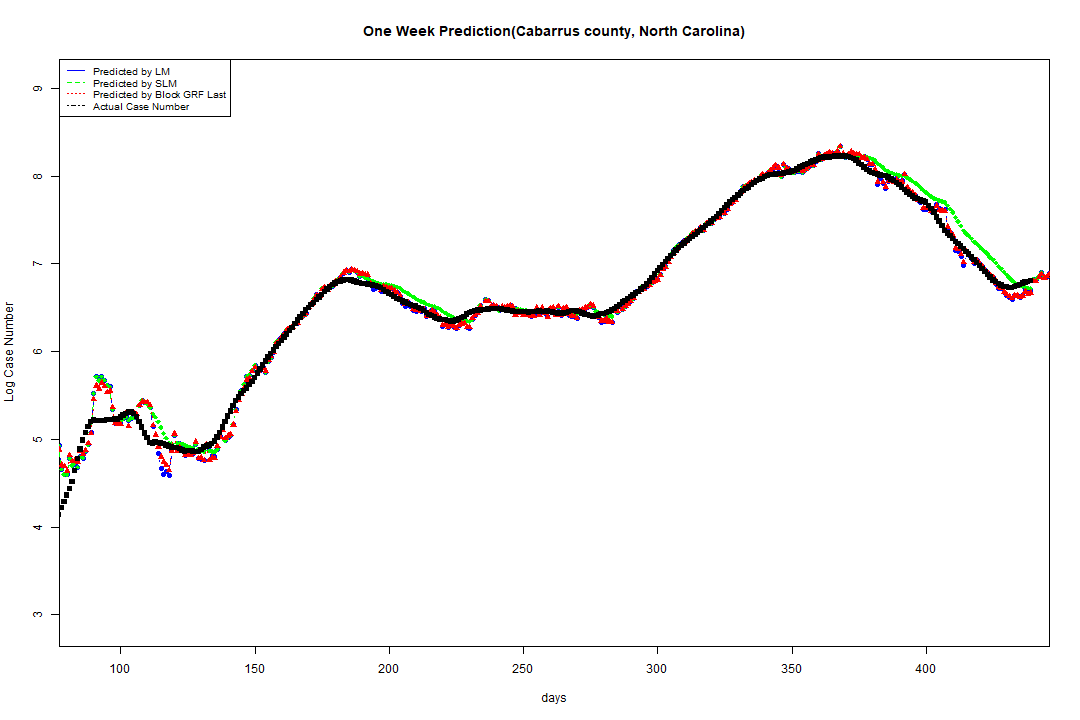 One Week Prediction(Cabarrus county, North Carolina)
Predicted by LM
Predicted by SLM
Predicted by Block GRF Last
Actual Case Number
9
8
7
6
5
4
3
Log Case Number
100 150 200 250 300 350 400
days